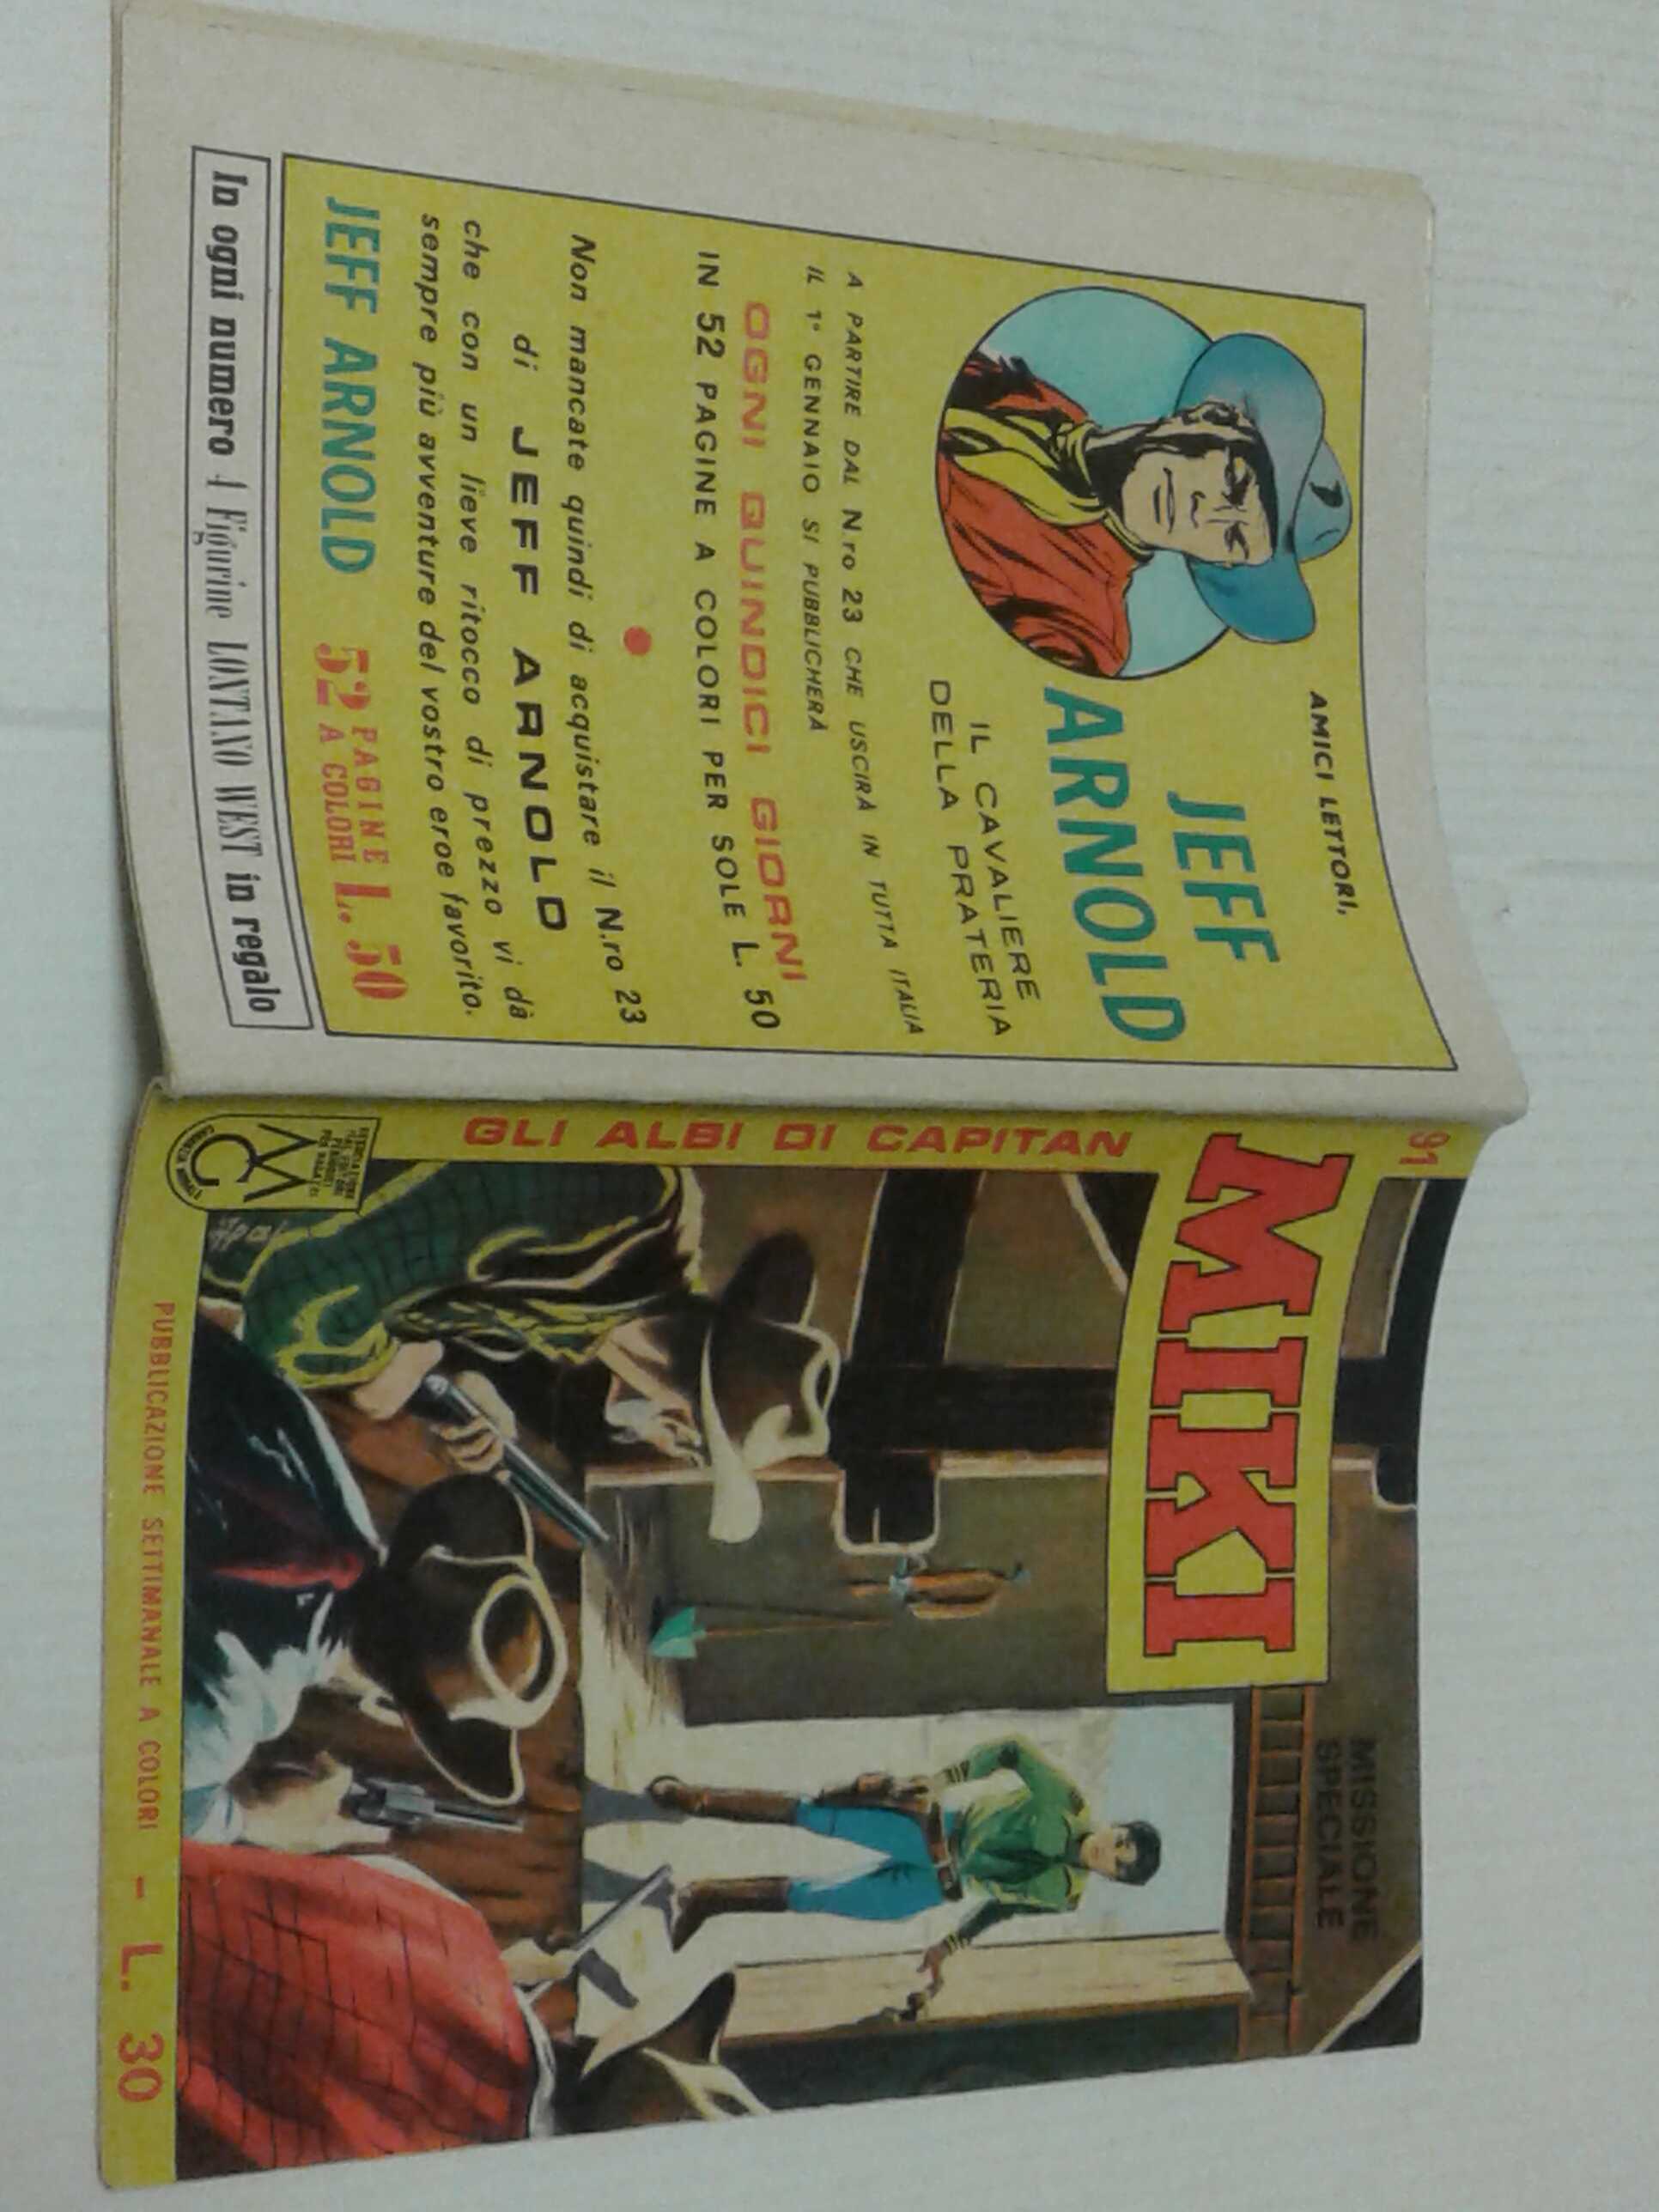 AMICI LETTORI,
JEFF
ARNOLD
IL CAVALIERE
DELLA PRATERIA
A PARTIRE DAL N.ro 23 CHE USCIRÀ IN TUTTA ITALIA
IL 1° GENNAIO SI PUBBLICHERÀ
OGNI QUINDICI GIORNI
IN 52 PAGINE A COLORI PER SOLE L. 50
Non mancate quindi di acquistare il N.ro 23
di JEFF ARNOLD
che con un lieve ritocco di prezzo vi dà
sempre più avventure del vostro eroe favorito.
JEFF ARNOLD 52 PAGINE A COLORI L. 50
In ogni numero 4 Figurine LONTANO WEST in regalo
91
GLI ALBI DI CAPITAN
MIKI
MISSIONE
SPECIALE
MG
PUBBLICAZIONE SETTIMANALE A COLORI - L. 30